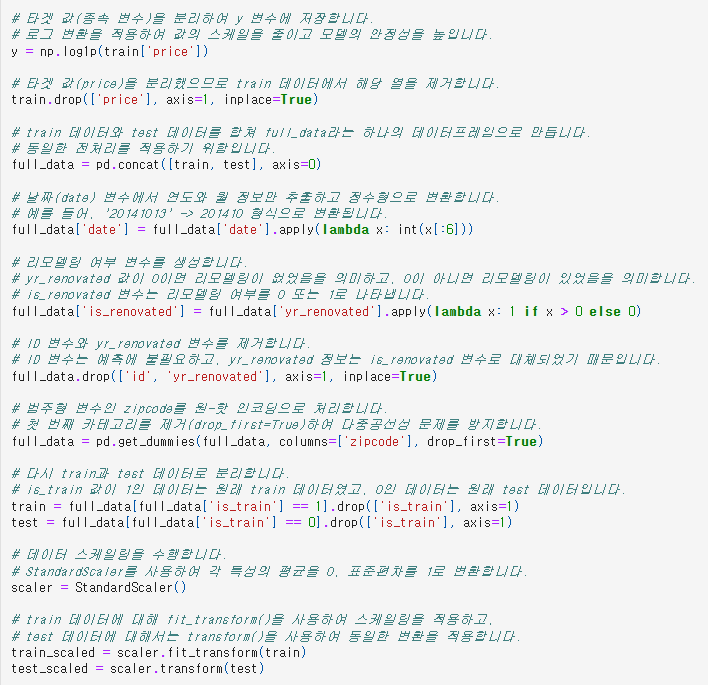 # 타겟 값(종속 변수)을 분리하여 y 변수에 저장합니다.
# 로그 변환을 적용하여 값의 스케일을 줄이고 모델의 안정성을 높입니다.
y = np.log1p(train['price'])
# 타겟 값(price)을 분리했으므로 train 데이터에서 해당 열을 제거합니다.
train.drop(['price'], axis=1, inplace=True)
# train 데이터와 test 데이터를 합쳐 full_data라는 하나의 데이터프레임으로 만듭니다.
# 동일한 전처리를 적용하기 위함입니다.
full_data = pd.concat([train, test], axis=0)
# 날짜(date) 변수에서 연도와 월 정보만 추출하고 정수형으로 변환합니다.
# 예를 들어, '20141013' -> 201410 형식으로 변환됩니다.
full_data['date'] = full_data['date'].apply(lambda x: int(x[:6]))
# 리모델링 여부 변수를 생성합니다.
# yr_renovated 값이 0이면 리모델링이 없었음을 의미하고, 0이 아니면 리모델링이 있었음을 의미합니다.
# is_renovated 변수는 리모델링 여부를 0 또는 1로 나타냅니다.
full_data['is_renovated'] = full_data['yr_renovated'].apply(lambda x: 1 if x > 0 else 0)
# ID 변수와 yr_renovated 변수를 제거합니다.
# ID 변수는 예측에 불필요하고, yr_renovated 정보는 is_renovated 변수로 대체되었기 때문입니다.
full_data.drop(['id', 'yr_renovated'], axis=1, inplace=True)
# 범주형 변수인 zipcode를 원-핫 인코딩으로 처리합니다.
# 첫 번째 카테고리를 제거(drop_first=True)하여 다중공선성 문제를 방지합니다.
full_data = pd.get_dummies(full_data, columns=['zipcode'], drop_first=True)
# 다시 train과 test 데이터로 분리합니다.
# is_train 값이 1인 데이터는 원래 train 데이터였고, 0인 데이터는 원래 test 데이터입니다.
train = full_data[full_data['is_train'] == 1].drop(['is_train'], axis=1)
test = full_data[full_data['is_train'] == 0].drop(['is_train'], axis=1)
# 데이터 스케일링을 수행합니다.
# StandardScaler를 사용하여 각 특성의 평균을 0, 표준편차를 1로 변환합니다.
scaler = StandardScaler()
# train 데이터에 대해 fit_transform()을 사용하여 스케일링을 적용하고,
# test 데이터에 대해서는 transform()을 사용하여 동일한 변환을 적용합니다.
train_scaled = scaler.fit_transform(train)
test_scaled = scaler.transform(test)